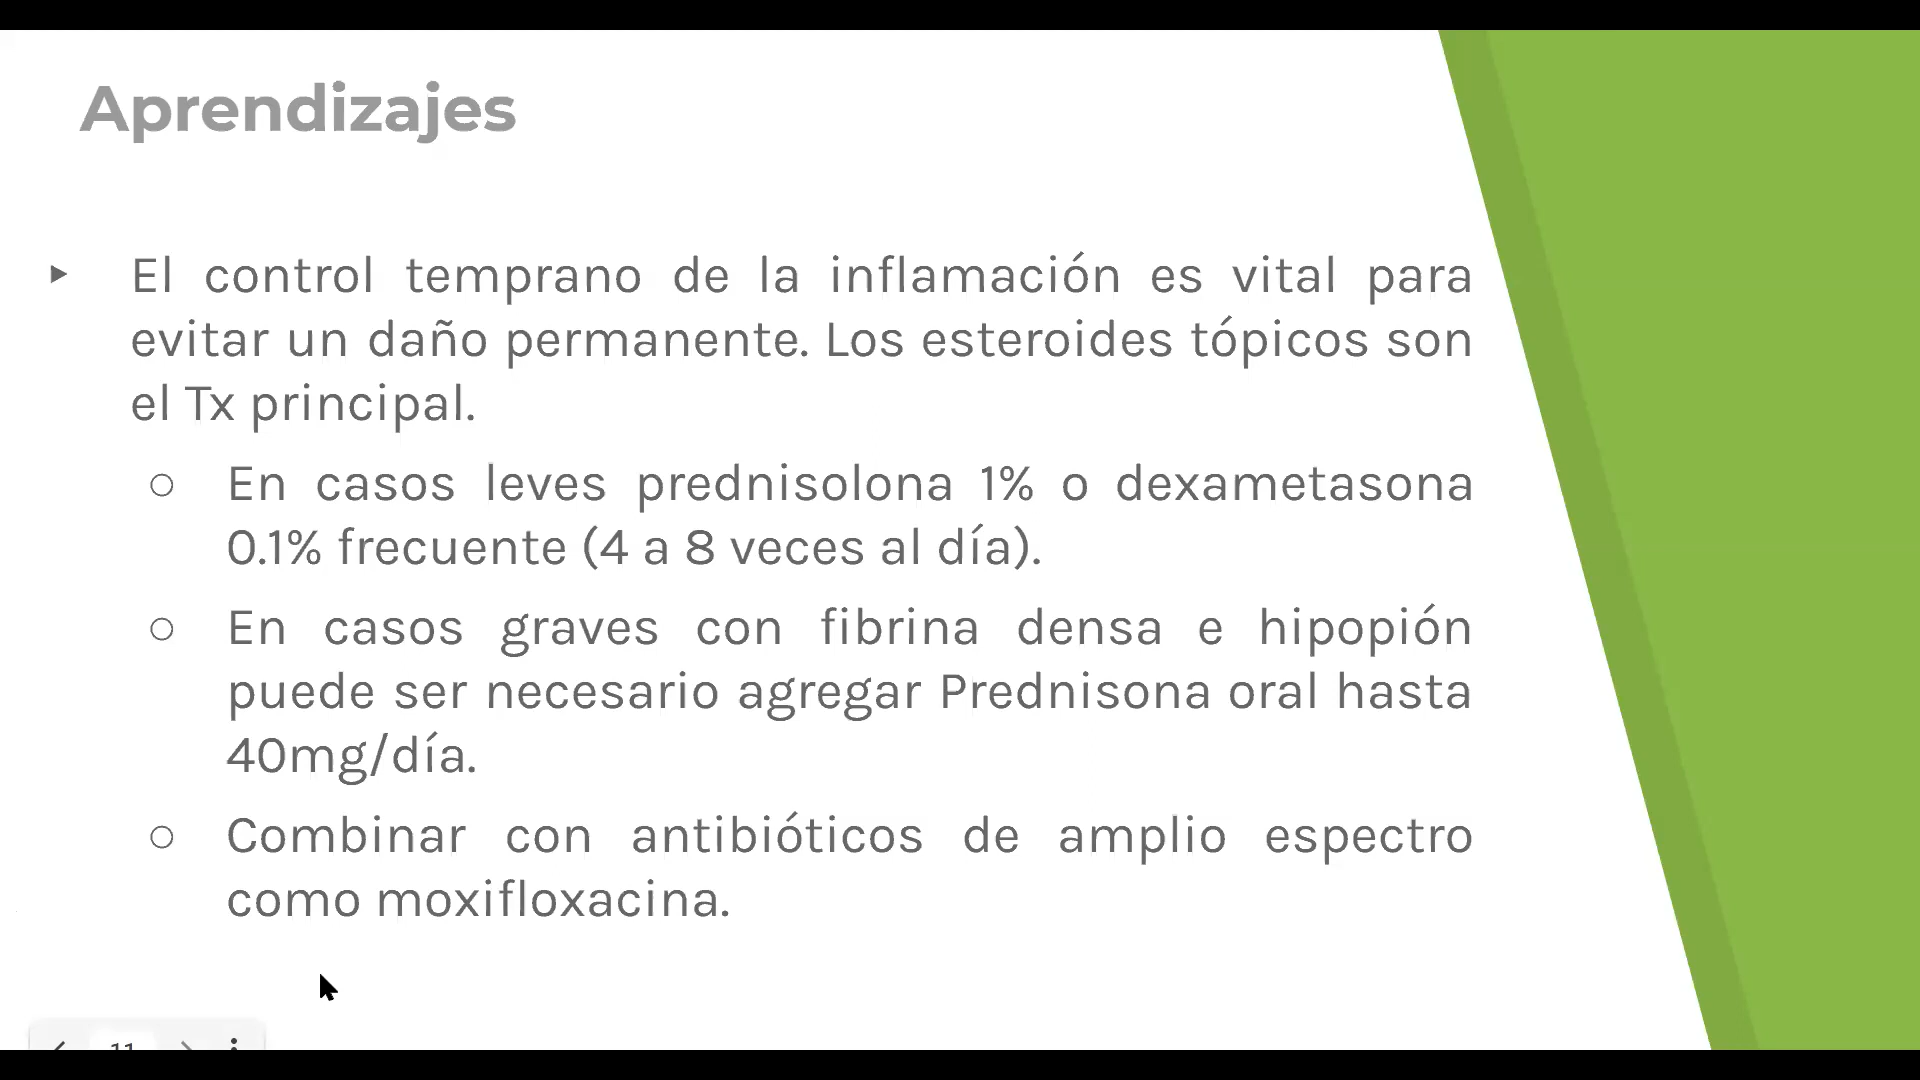 Aprendizajes
▸ El control temprano de la inflamación es vital para
evitar un daño permanente. Los esteroides tópicos son
el Tx principal.
○ En casos leves prednisolona 1% o dexametasona
0.1% frecuente (4 a 8 veces al día).
○ En casos graves con fibrina densa e hipopión
puede ser necesario agregar Prednisona oral hasta
40mg/día.
○ Combinar con antibióticos de amplio espectro
como moxifloxacina.
11